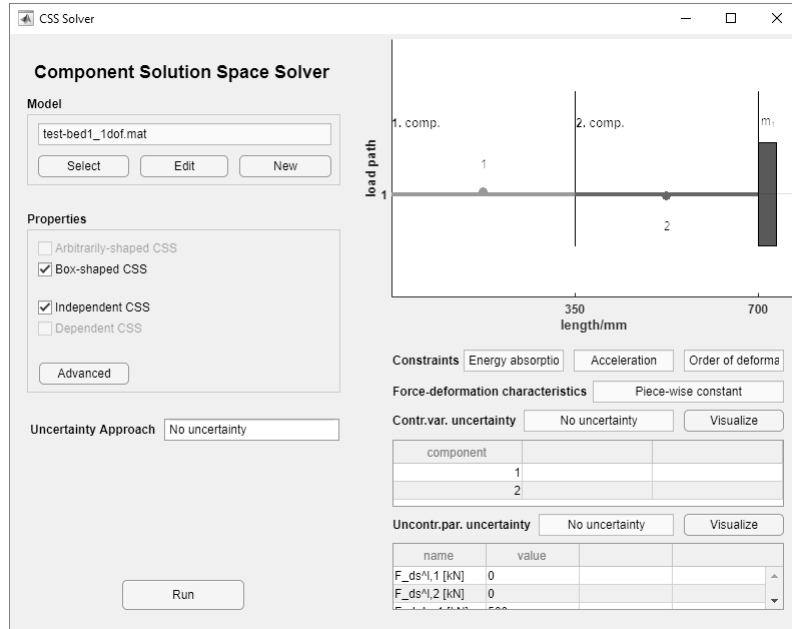 CSS Solver
Component Solution Space Solver
Model
test-bed1_1dof.mat
Select Edit New
Properties
Arbitrarily-shaped CSS
Box-shaped CSS
Independent CSS
Dependent CSS
Advanced
Uncertainty Approach No uncertainty
Run
1. comp. 2. comp. m₁
1
load path
1
2
350 700
length/mm
Constraints Energy absorptio Acceleration Order of deforma
Force-deformation characteristics Piece-wise constant
Contr.var. uncertainty No uncertainty Visualize
component
1
2
Uncontr.par. uncertainty No uncertainty Visualize
name value
F_ds^l,1 [kN] 0
F_ds^l,2 [kN] 0